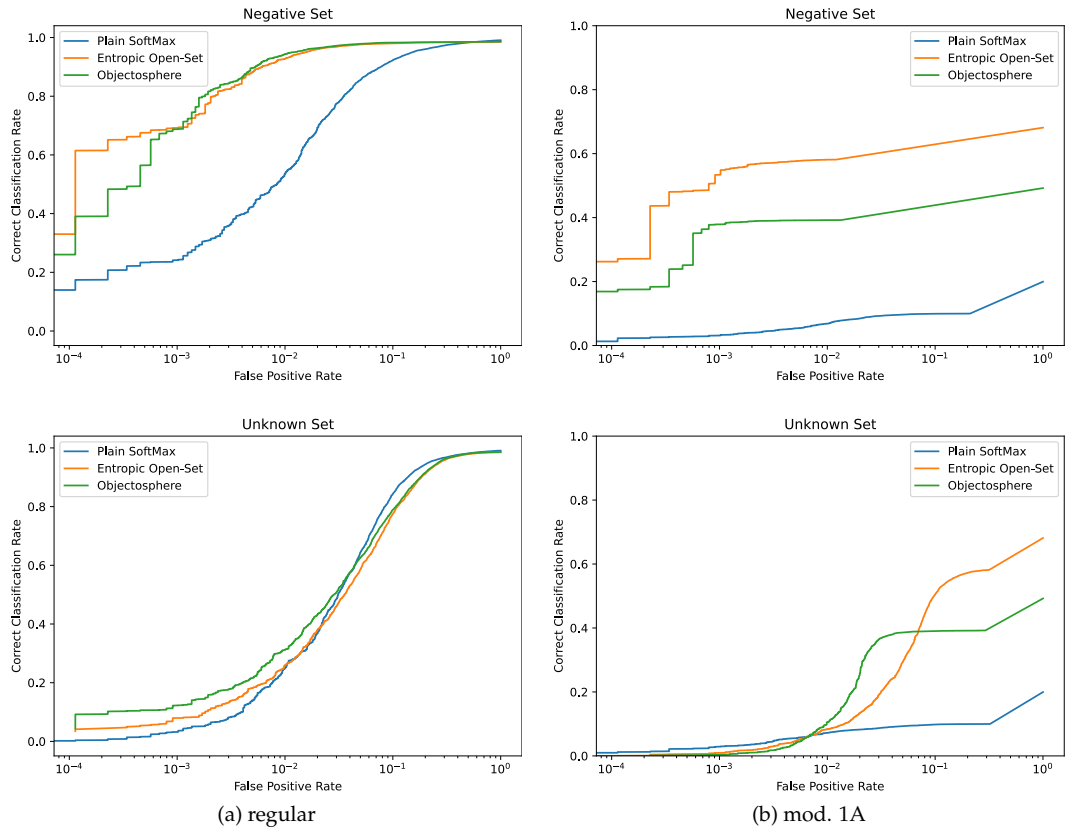 Negative Set
Correct Classification Rate
1.0
0.8
0.6
0.4
0.2
0.0
Plain SoftMax
Entropic Open-Set
Objectosphere
10⁻⁴
10⁻³
10⁻²
10⁻¹
10⁰
False Positive Rate
Negative Set
Correct Classification Rate
1.0
0.8
0.6
0.4
0.2
0.0
Plain SoftMax
Entropic Open-Set
Objectosphere
10⁻⁴
10⁻³
10⁻²
10⁻¹
10⁰
False Positive Rate
Unknown Set
Correct Classification Rate
1.0
0.8
0.6
0.4
0.2
0.0
Plain SoftMax
Entropic Open-Set
Objectosphere
10⁻⁴
10⁻³
10⁻²
10⁻¹
10⁰
False Positive Rate
(a) regular
Unknown Set
Correct Classification Rate
1.0
0.8
0.6
0.4
0.2
0.0
Plain SoftMax
Entropic Open-Set
Objectosphere
10⁻⁴
10⁻³
10⁻²
10⁻¹
10⁰
False Positive Rate
(b) mod. 1A